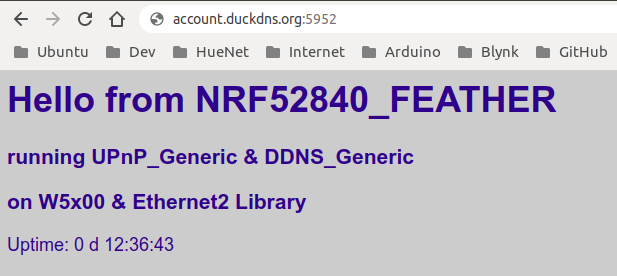 account.duckdns.org:5952
Ubuntu Dev HueNet Internet Arduino Blynk GitHub
Hello from NRF52840_FEATHER
running UPnP_Generic & DDNS_Generic
on W5x00 & Ethernet2 Library
Uptime: 0 d 12:36:43